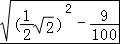 √((1/2 √2)² − 9/100)